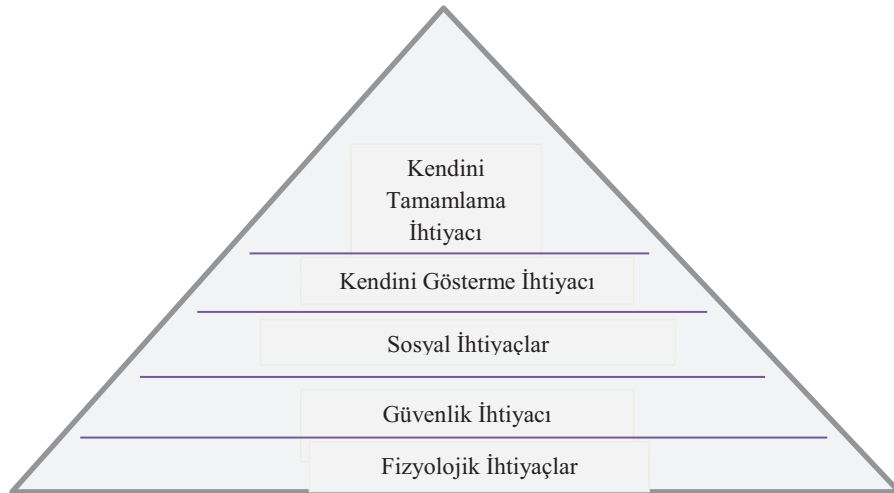 Kendini
Tamamlama
İhtiyacı
Kendini Gösterme İhtiyacı
Sosyal İhtiyaçlar
Güvenlik İhtiyacı
Fizyolojik İhtiyaçlar